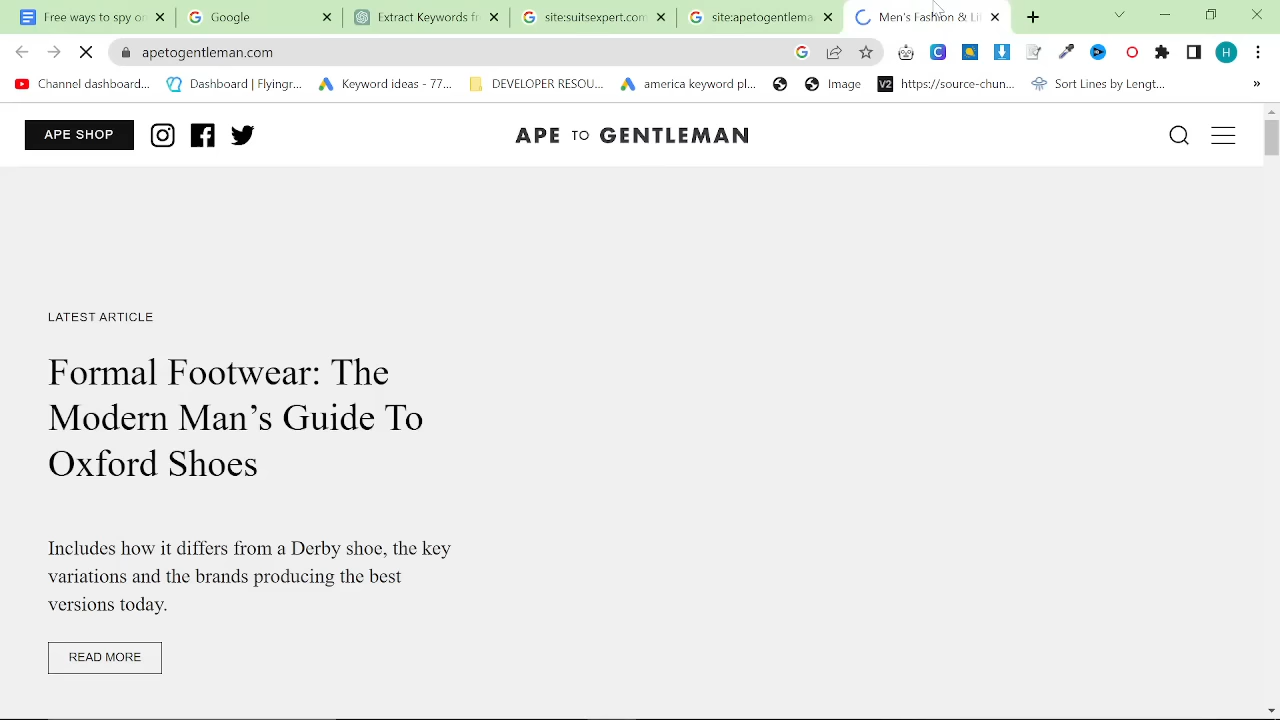 Free ways to spy on
Google
Extract Keywords fr
site:suitsexpert.com
apetogentlema
Men's Fashion & Lif
apetogentleman.com
H
Channel dashboard...
Dashboard | Flyingr...
Keyword ideas - 77...
DEVELOPER RESOU...
america keyword pl...
Image
V2
https://source-chun...
Sort Lines by Lengt...
»
APE SHOP
APE TO GENTLEMAN
LATEST ARTICLE
Formal Footwear: The
Modern Man’s Guide To
Oxford Shoes
Includes how it differs from a Derby shoe, the key
variations and the brands producing the best
versions today.
READ MORE